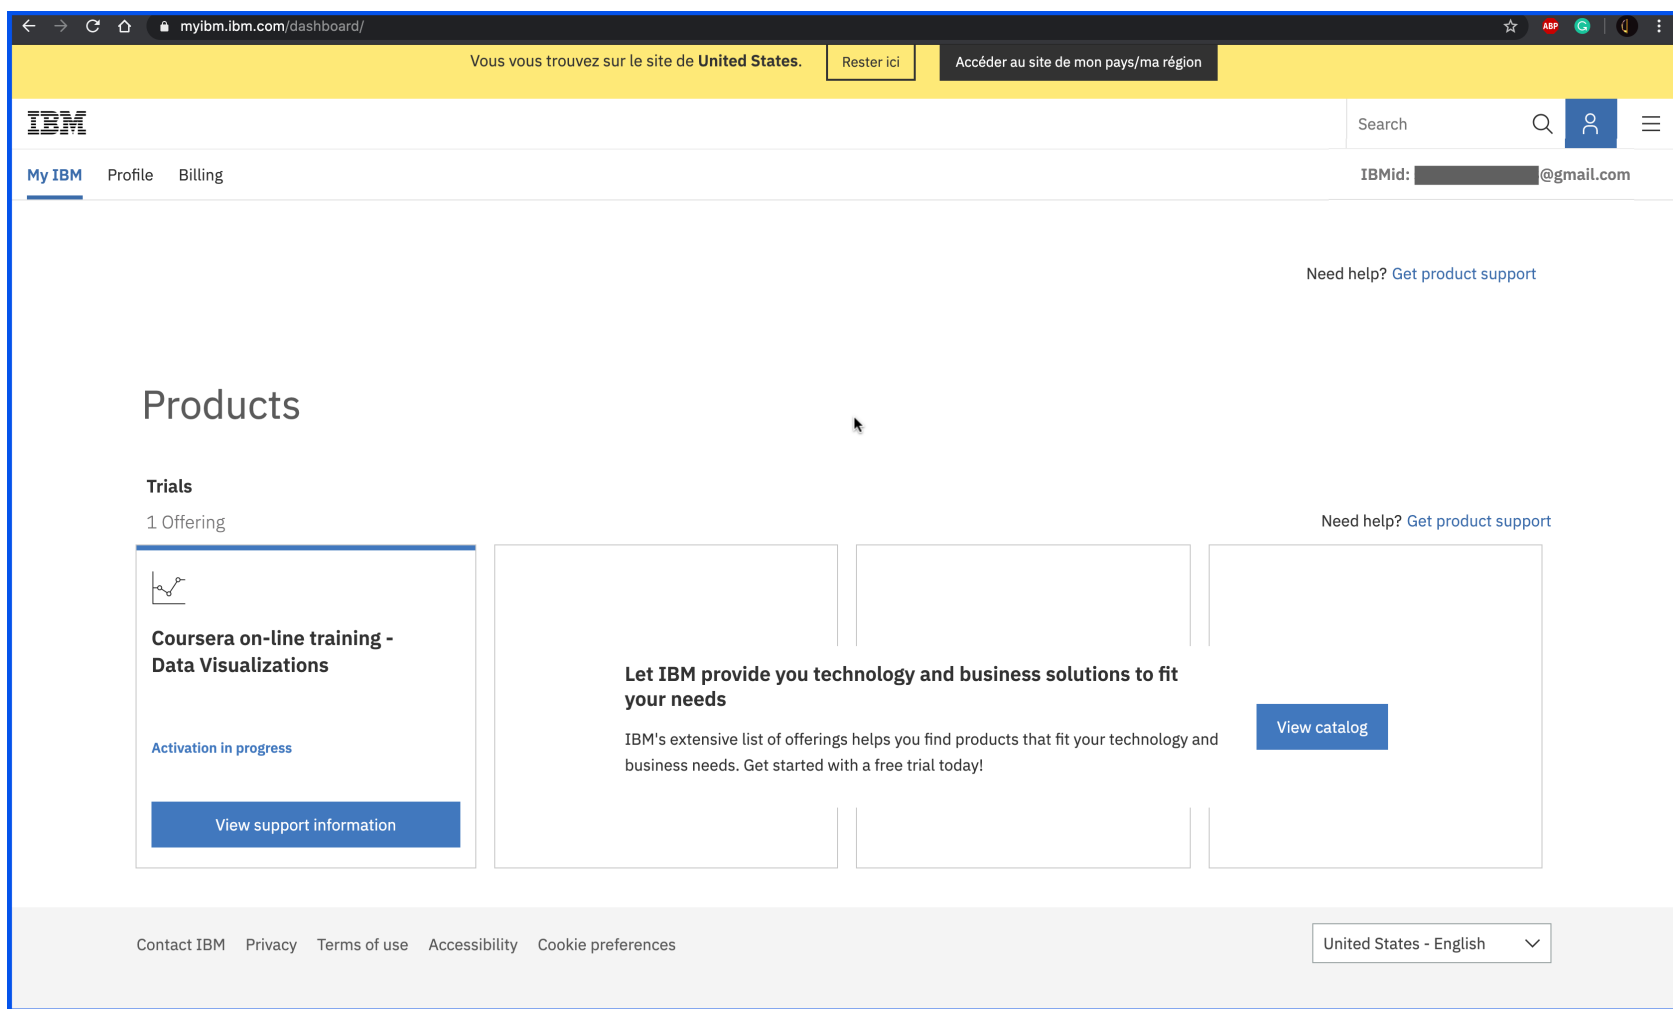 myibm.ibm.com/dashboard/
ABP
G
Vous vous trouvez sur le site de United States.
Rester ici
Accéder au site de mon pays/ma région
IBM
Search
My IBM Profile Billing
IBMid: @gmail.com
Need help? Get product support
Products
Trials
1 Offering
Need help? Get product support
Coursera on-line training -
Data Visualizations
Activation in progress
View support information
Let IBM provide you technology and business solutions to fit
your needs
IBM's extensive list of offerings helps you find products that fit your technology and
business needs. Get started with a free trial today!
View catalog
Contact IBM Privacy Terms of use Accessibility Cookie preferences
United States - English